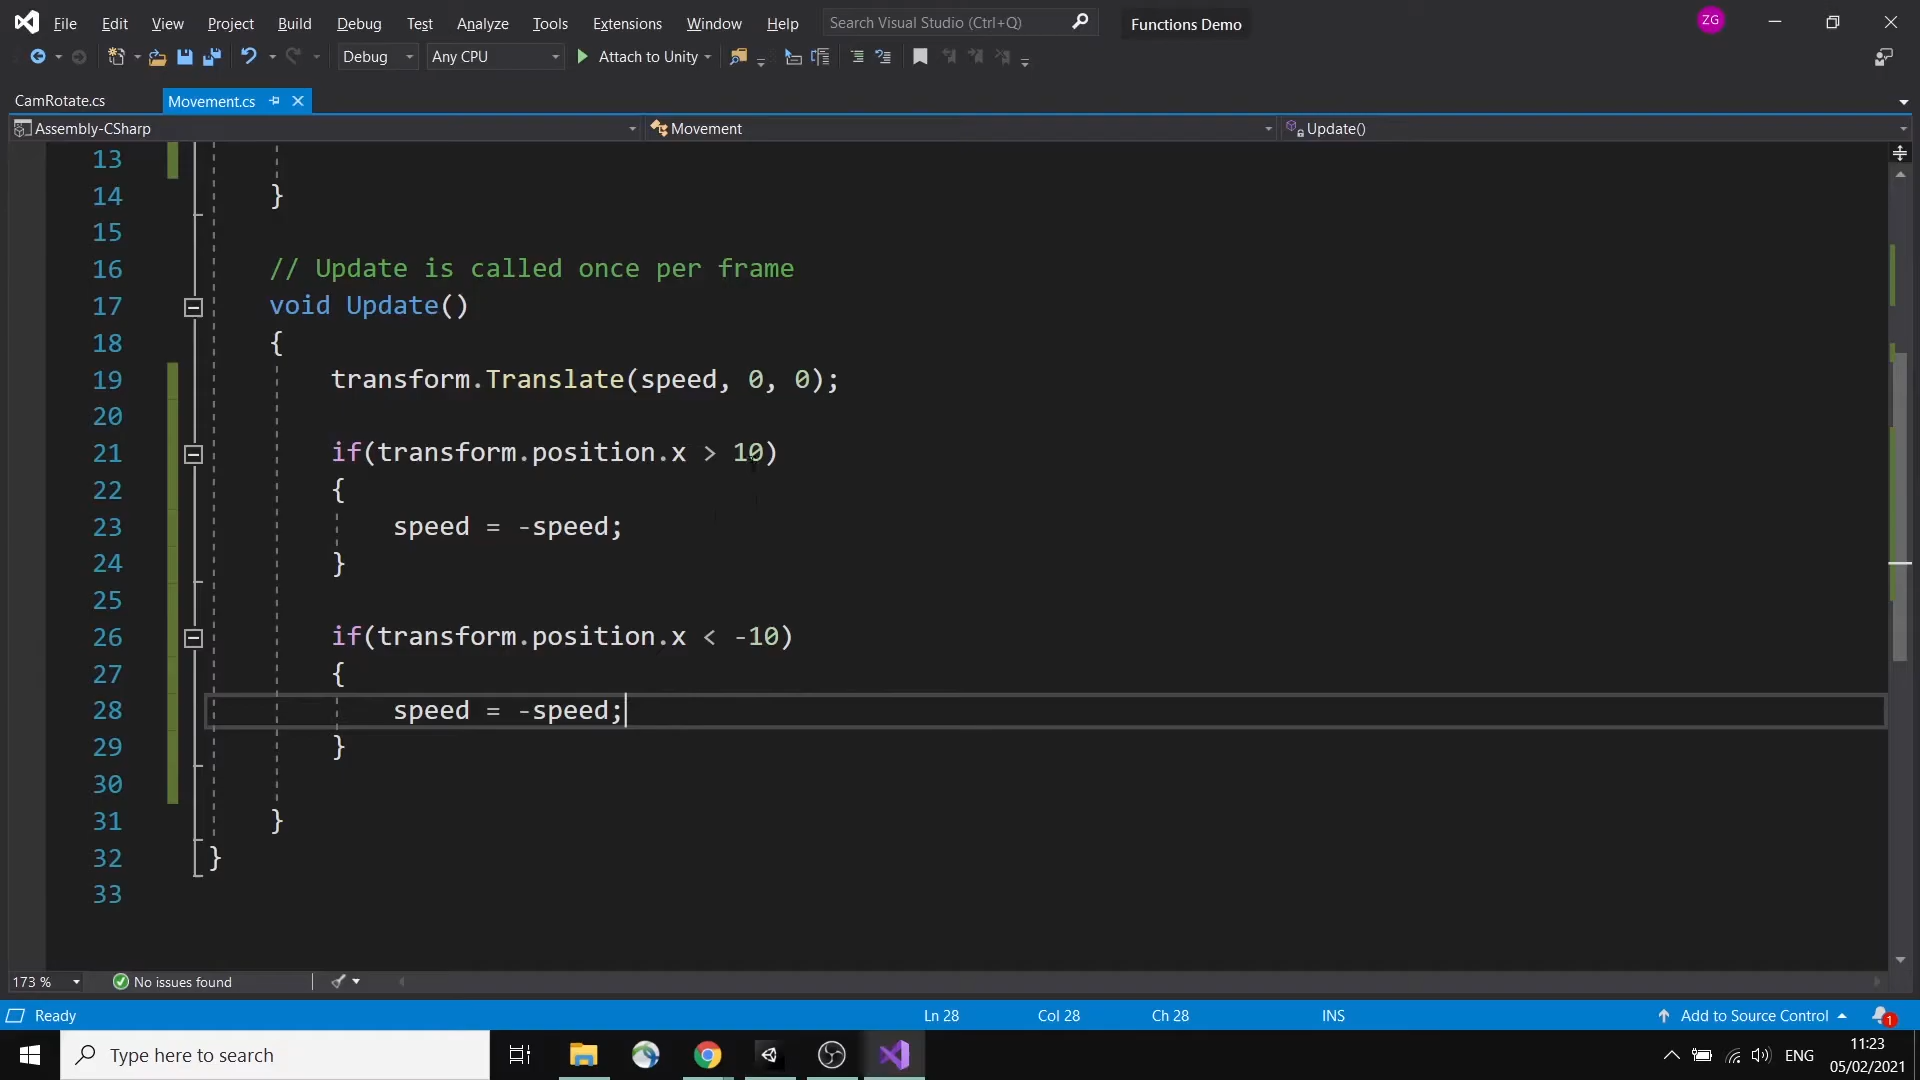 File Edit View Project Build Debug Test Analyze Tools Extensions Window Help Search Visual Studio (Ctrl+Q) Functions Demo ZG
Debug Any CPU Attach to Unity
CamRotate.cs Movement.cs
Assembly-CSharp Movement Update()
13
14 }
15
16 // Update is called once per frame
17 void Update()
18 {
19 transform.Translate(speed, 0, 0);
20
21 if(transform.position.x > 10)
22 {
23 speed = -speed;
24 }
25
26 if(transform.position.x < -10)
27 {
28 speed = -speed;
29 }
30
31 }
32 }
33
173 % No issues found
Ready Ln 28 Col 28 Ch 28 INS Add to Source Control 1
Type here to search ENG 11:23
05/02/2021